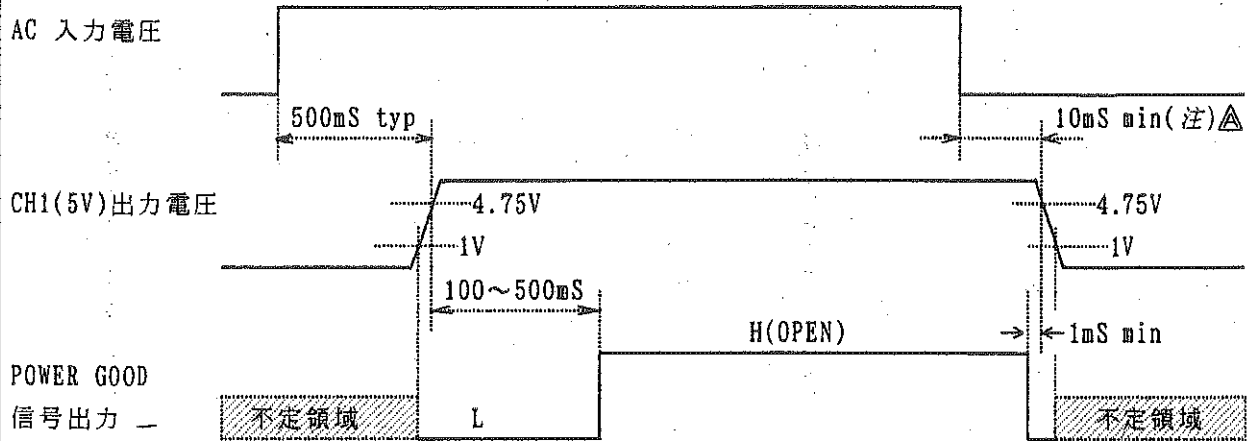 AC 入力電圧
500mS typ
10mS min(注)A
CH1(5V)出力電圧
4.75V
4.75V
1V
1V
100～500mS
H(OPEN)
1mS min
POWER GOOD
信号出力
不定領域
L
不定領域